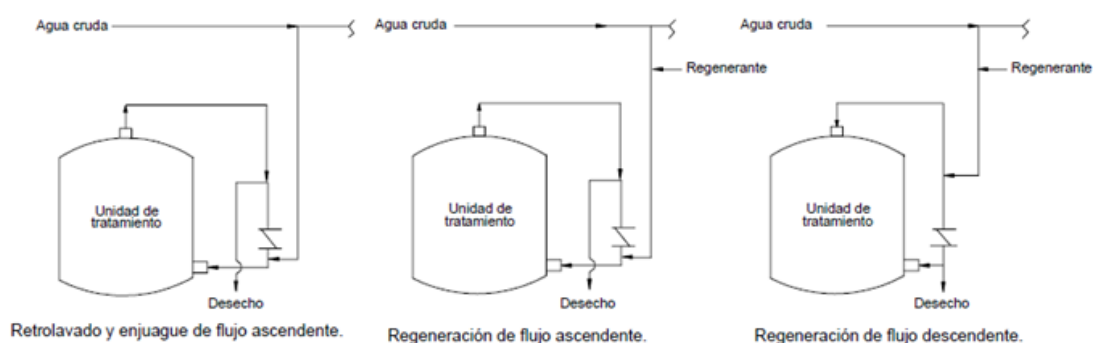 Agua cruda
Unidad de
tratamiento
Desecho
Retrolavado y enjuague de flujo ascendente.
Agua cruda
Regenerante
Unidad de
tratamiento
Desecho
Regeneración de flujo ascendente.
Agua cruda
Regenerante
Unidad de
tratamiento
Desecho
Regeneración de flujo descendente.